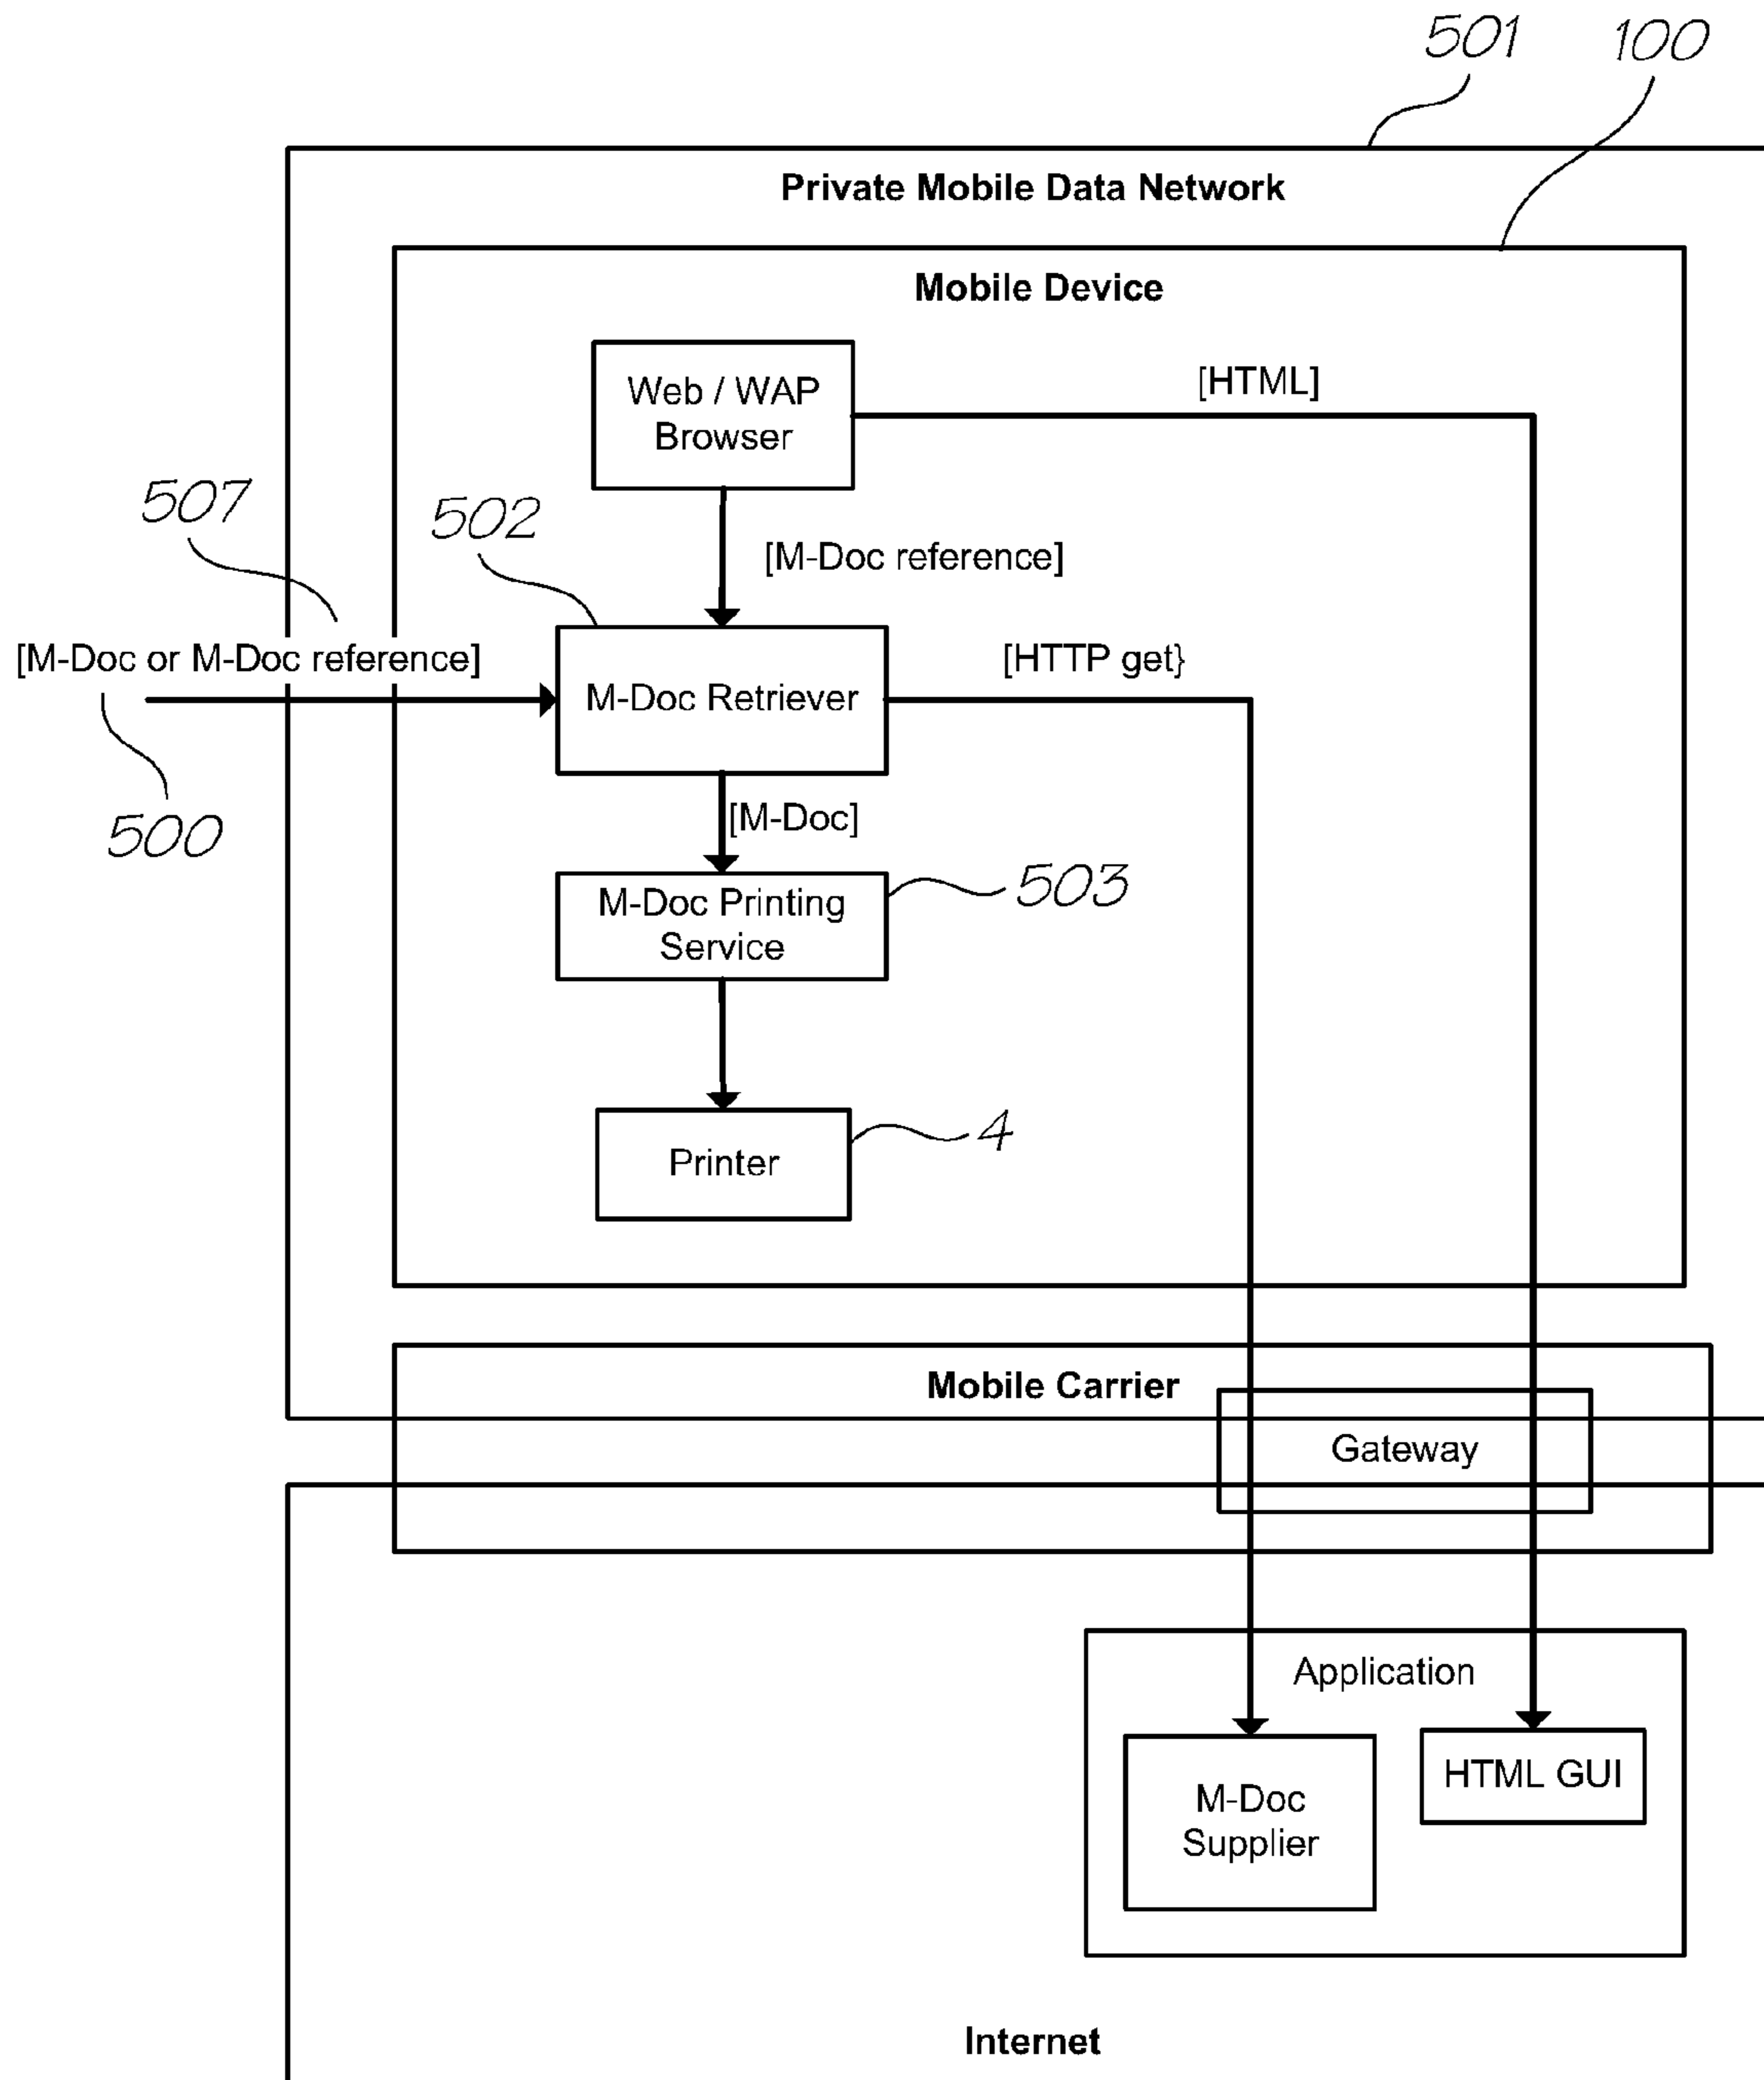 501
100
Private Mobile Data Network
Mobile Device
Web / WAP
Browser
[HTML]
507
502
[M-Doc reference]
[M-Doc or M-Doc reference]
M-Doc Retriever
[HTTP get}
500
[M-Doc]
M-Doc Printing
Service
503
Printer
4
Mobile Carrier
Gateway
Application
M-Doc
Supplier
HTML GUI
Internet